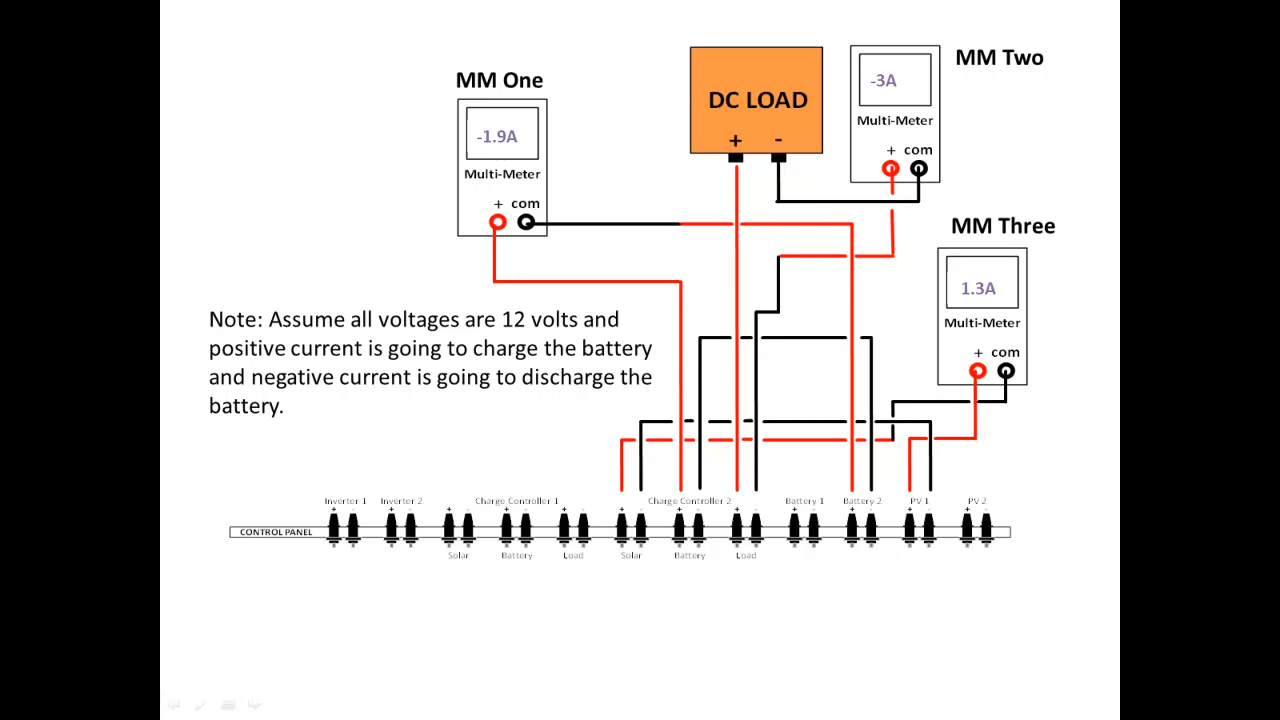 MM One
-1.9A
Multi-Meter
+ com
DC LOAD
+ -
MM Two
-3A
Multi-Meter
+ com
MM Three
1.3A
Multi-Meter
+ com
Note: Assume all voltages are 12 volts and
positive current is going to charge the battery
and negative current is going to discharge the
battery.
Inverter 1 Inverter 2 Charge Controller 1 Charge Controller 2 Battery 1 Battery 2 PV 1 PV 2
+ - + - + - + - + - + - + - + - + - + - + - + -
CONTROL PANEL
Solar Battery Load Solar Battery Load